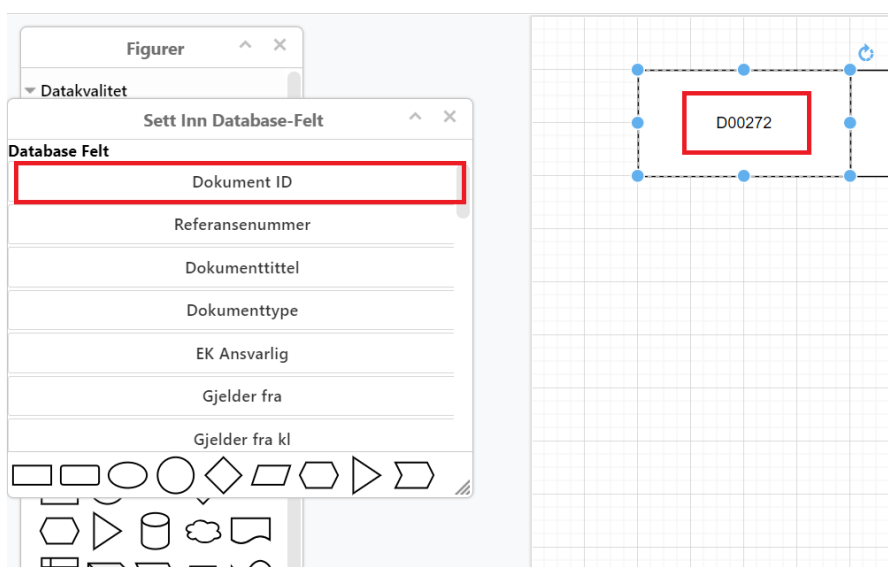 Figurer
Datakvalitet
Sett Inn Database-Felt
Database Felt
Dokument ID
Referansenummer
Dokumenttittel
Dokumenttype
EK Ansvarlig
Gjelder fra
Gjelder fra kl
D00272